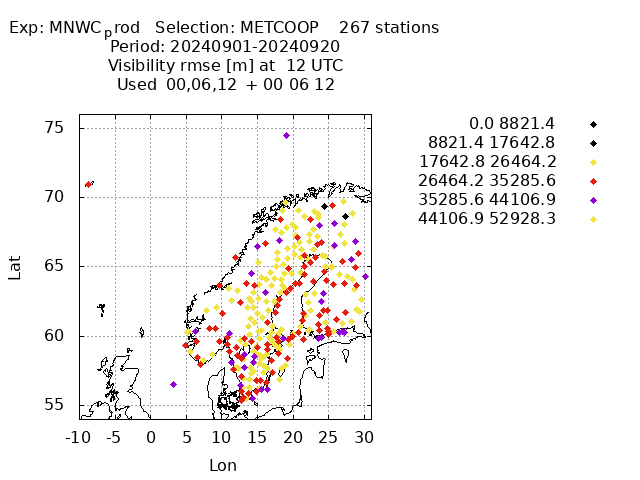 Exp: MNWCprod   Selection: METCOOP    267 stations
Period: 20240901-20240920
Visibility rmse [m] at  12 UTC
Used  00,06,12  + 00 06 12
0.0 8821.4
8821.4 17642.8
17642.8 26464.2
26464.2 35285.6
35285.6 44106.9
44106.9 52928.3
75
70
65
60
55
Lat
-10 -5 0 5 10 15 20 25 30
Lon